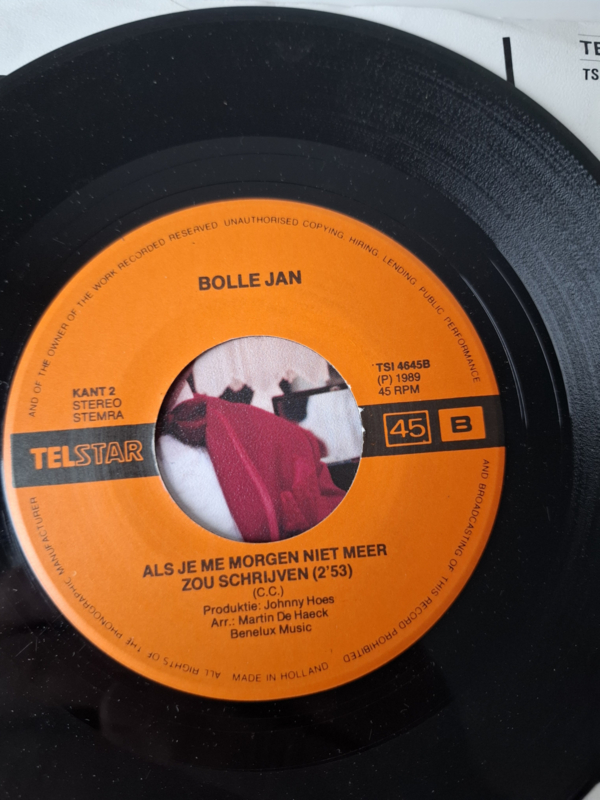 TS
BOLLE JAN
TSI 4645B
(P) 1989
45 RPM
KANT 2
STEREO
STEMRA
TELSTAR
45 B
ALS JE ME MORGEN NIET MEER
ZOU SCHRIJVEN (2'53)
(C.C.)
Produktie: Johnny Hoes
Arr.: Martin De Haeck
Benelux Music
ALL RIGHTS OF THE PHONOGRAPHIC MANUFACTURER AND OF THE OWNER OF THE WORK RECORDED RESERVED UNAUTHORISED COPYING, HIRING, LENDING, PUBLIC PERFORMANCE AND BROADCASTING OF THIS RECORD PROHIBITED
MADE IN HOLLAND